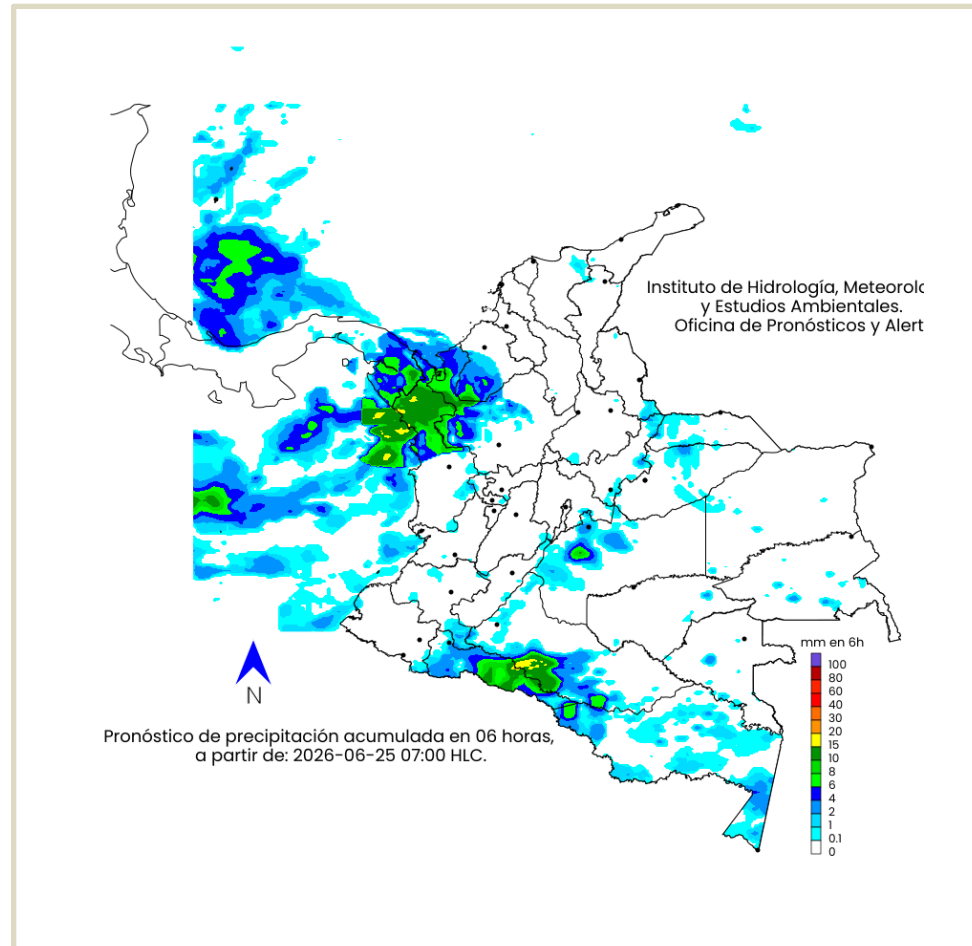 Instituto de Hidrología, Meteorolo
y Estudios Ambientales.
Oficina de Pronósticos y Alert
mm en 6h
100
80
60
40
30
20
15
10
8
6
4
2
1
0.1
0
N
Pronóstico de precipitación acumulada en 06 horas,
a partir de: 2026-06-25 07:00 HLC.